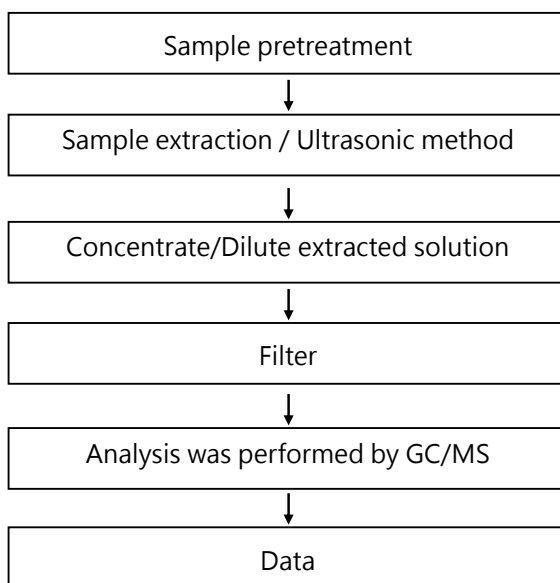 Sample pretreatment
Sample extraction / Ultrasonic method
Concentrate/Dilute extracted solution
Filter
Analysis was performed by GC/MS
Data